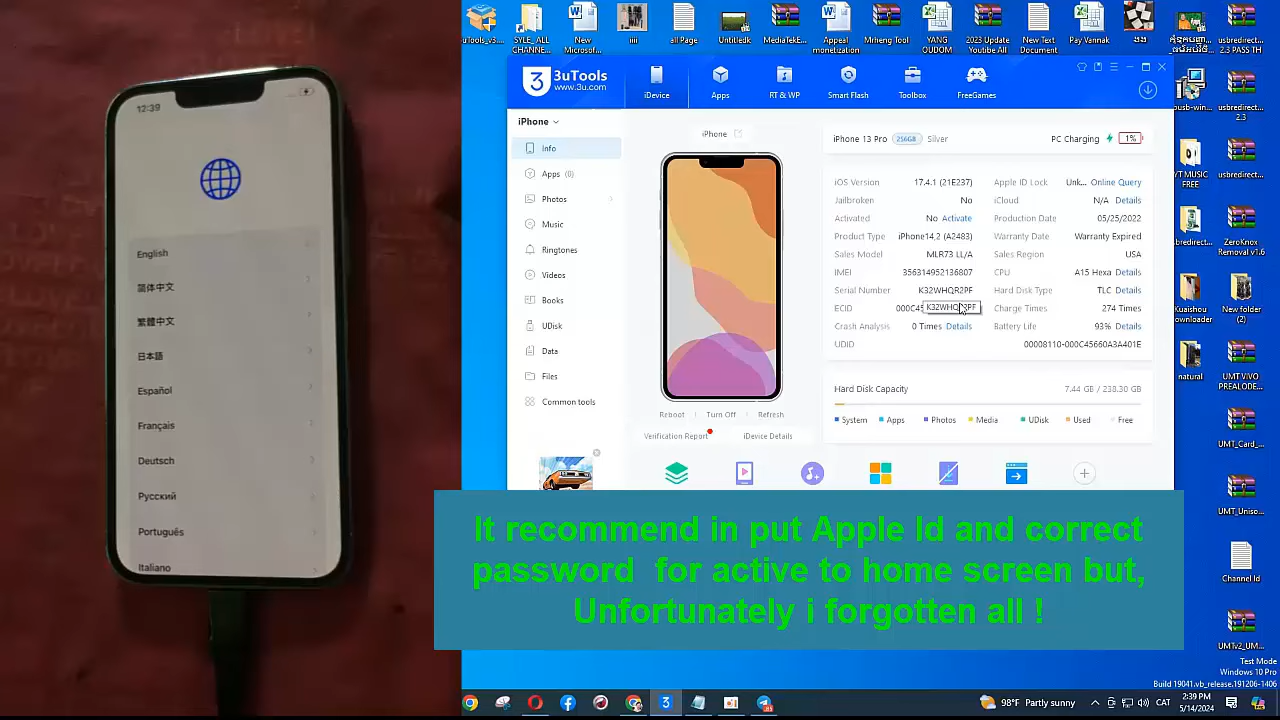 12:39
English
简体中文
繁體中文
日本語
Español
Français
Deutsch
Русский
Português
Italiano
SYLE_ ALL CHANNE...
New Microsof...
all Page
Untitledk
MediaTekE...
Appeal monetization
Mrheng Tool
YANG OUDOM
2023 Update Youtibe All
New Text Document
Pay Vannak
2.3 PASS TH
3uTools
www.3u.com
iDevice
Apps
RT & WP
Smart Flash
Toolbox
FreeGames
iPhone
Info
Apps (0)
Photos
Music
Ringtones
Videos
Books
UDisk
Data
Files
Common tools
iPhone
Reboot
Turn Off
Refresh
Verification Report
iDevice Details
iPhone 13 Pro 256GB Silver
PC Charging 1%
iOS Version 17.4.1 (21E237)
Apple ID Lock Unk... Online Query
Jailbroken No
iCloud N/A Details
Activated No Activate
Production Date 05/25/2022
Product Type iPhone14,2 (A2483)
Warranty Date Warranty Expired
Sales Model MLR73 LL/A
Sales Region USA
IMEI 356314952136807
CPU A15 Hexa Details
Serial Number K32WHQR2PF
Hard Disk Type TLC Details
ECID 000C45
Charge Times 274 Times
Crash Analysis 0 Times Details
Battery Life 93% Details
UDID 00008110-000C45660A3A401E
Hard Disk Capacity 7.44 GB / 238.30 GB
System Apps Photos Media UDisk Used Free
usbredirect... 2.3
YT MUSIC FREE
usbredirect...
ZeroKnox Removal v1.6
Kuaishou
New folder (2)
natural
UMT VIVO PREALODE...
UMT_Card_...
UMT_Uniso...
Channel Id
UMTv2_UM...
It recommend in put Apple Id and correct
password for active to home screen but,
Unfortunately i forgotten all !
Test Mode
Windows 10 Pro
Build 19041.vb_release.191206-1406
98°F Partly sunny
CAT
2:39 PM
5/14/2024